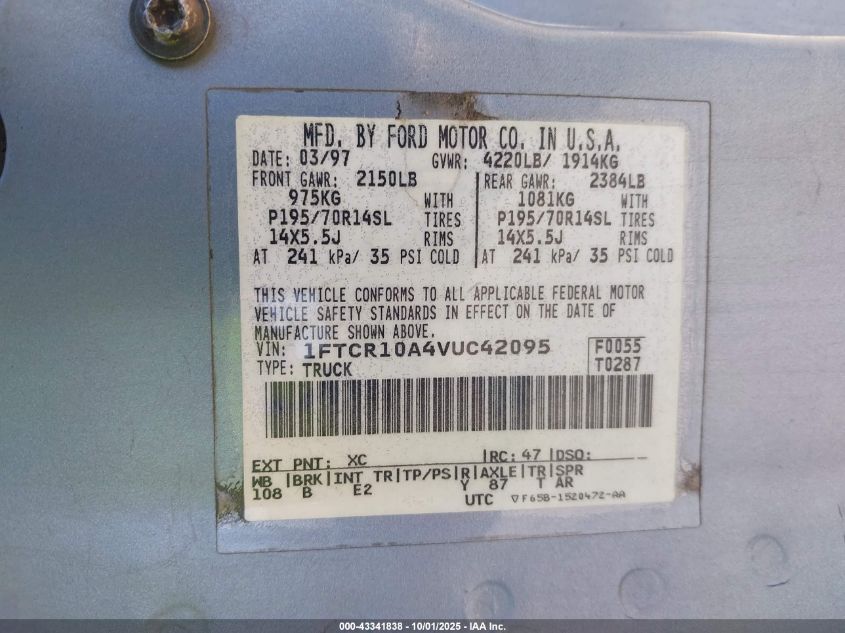 MFD. BY FORD MOTOR CO. IN U.S.A.
DATE: 03/97 GVWR: 4220LB/ 1914KG
FRONT GAWR: 2150LB REAR GAWR: 2384LB
975KG WITH 1081KG WITH
P195/70R14SL TIRES P195/70R14SL TIRES
14X5.5J RIMS 14X5.5J RIMS
AT 241 kPa/ 35 PSI COLD AT 241 kPa/ 35 PSI COLD
THIS VEHICLE CONFORMS TO ALL APPLICABLE FEDERAL MOTOR
VEHICLE SAFETY STANDARDS IN EFFECT ON THE DATE OF
MANUFACTURE SHOWN ABOVE.
VIN: 1FTCR10A4VUC42095 F0055
TYPE: TRUCK T0287
EXT PNT: XC RC: 47 DSO:
WB BRK INT TR TP/PS R AXLE TR SPR
108 B E2 Y 87 T AR
UTC ▽F65B-1520472-AA
000-43341838 - 10/01/2025 - IAA Inc.